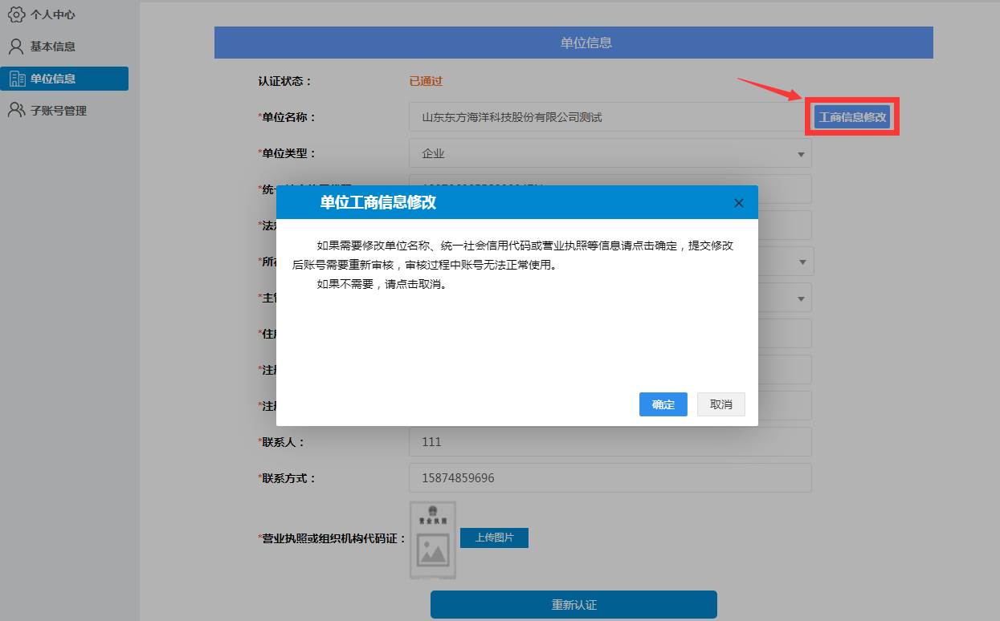 个人中心
基本信息
单位信息
子账号管理
单位信息
认证状态：
已通过
*单位名称：
山东东方海洋科技股份有限公司测试
工商信息修改
*单位类型：
企业
*统一
单位工商信息修改
如果需要修改单位名称、统一社会信用代码或营业执照等信息请点击确定，提交修改
后账号需要重新审核，审核过程中账号无法正常使用。
如果不需要，请点击取消。
确定
取消
*联系人：
111
*联系方式：
15874859696
*营业执照或组织机构代码证：
营业执照
上传图片
重新认证